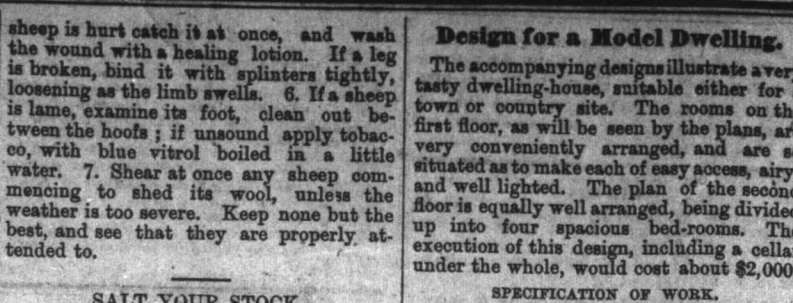 sheep is hurt catch it at once, and wash
the wound with a healing lotion. If a leg
is broken, bind it with splinters tightly,
loosening as the limb swells. 6. If a sheep
is lame, examine its foot, clean out be-
tween the hoofs ; if unsound apply tobac-
co, with blue vitrol boiled in a little
water. 7. Shear at once any sheep com-
mencing to shed its wool, unless the
weather is too severe. Keep none but the
best, and see that they are properly at-
tended to.
SALT YOUR STOCK
Design for a Model Dwelling.
The accompanying designs illustrate a very
tasty dwelling-house, suitable either for
town or country site. The rooms on th
first floor, as will be seen by the plans, ar
very conveniently arranged, and are s
situated as to make each of easy access, airy
and well lighted. The plan of the second
floor is equally well arranged, being divided
up into four spacious bed-rooms. The
execution of this design, including a cellar
under the whole, would cost about $2,000
SPECIFICATION OF WORK.